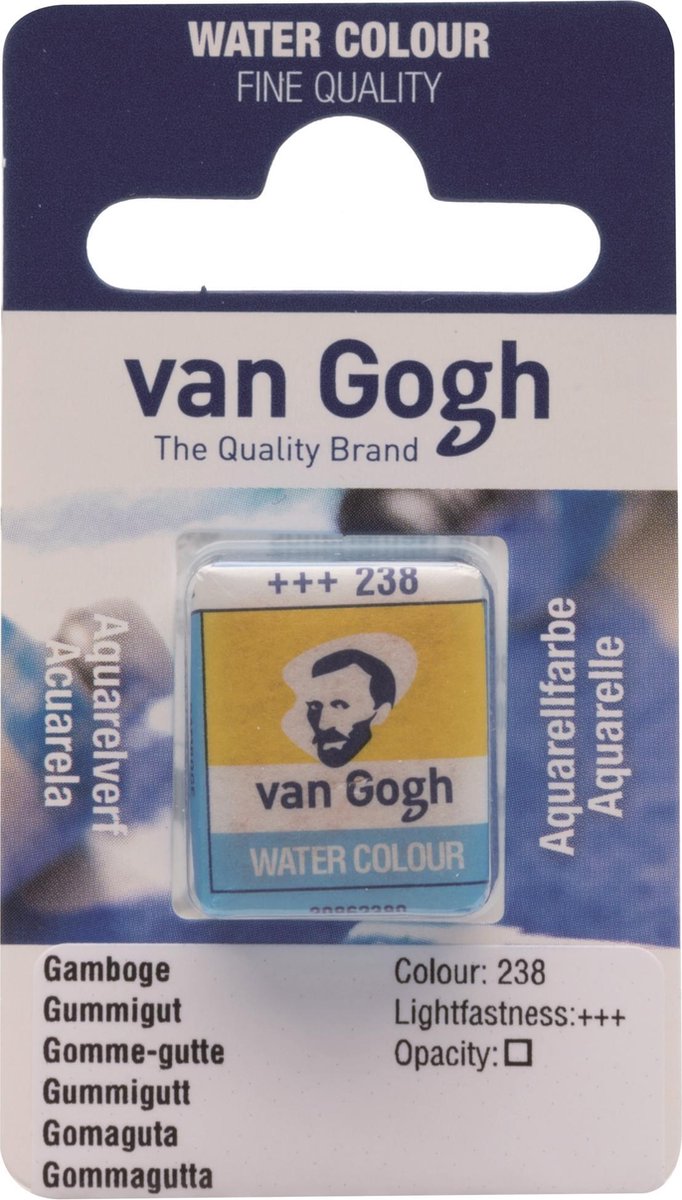 WATER COLOUR
FINE QUALITY
van Gogh
The Quality Brand
+++ 238
van Gogh
WATER COLOUR
Aquarelverf
Acuarela
Aquarellfarbe
Aquarelle
Gamboge
Gummigut
Gomme-gutte
Gummigutt
Gomaguta
Gommagutta
Colour: 238
Lightfastness:+++
Opacity: